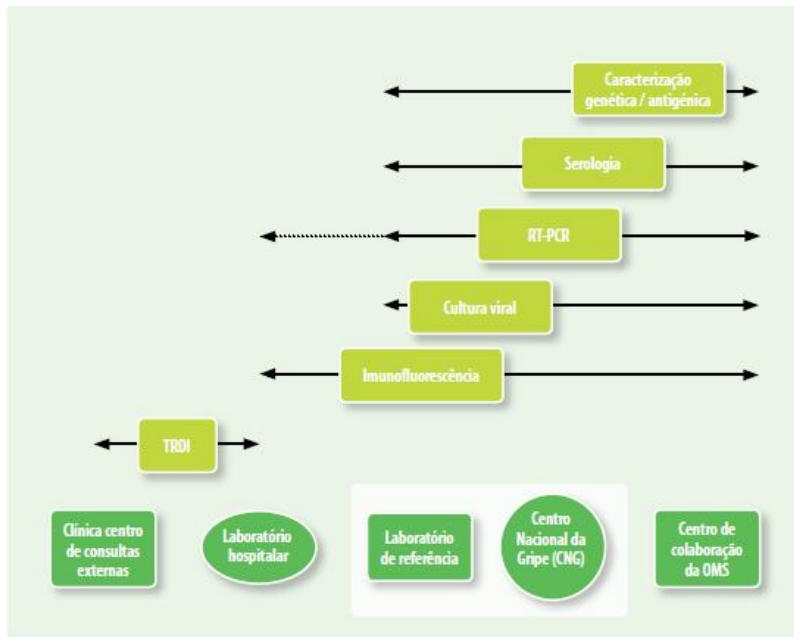 Caracterização
genética / antigénica
Serologia
RT-PCR
Cultura viral
Imunofluorescência
TRDI
Clínica centro
de consultas
externas
Laboratório
hospitalar
Laboratório
de referência
Centro
Nacional da
Gripe (CNG)
Centro de
colaboração
da OMS